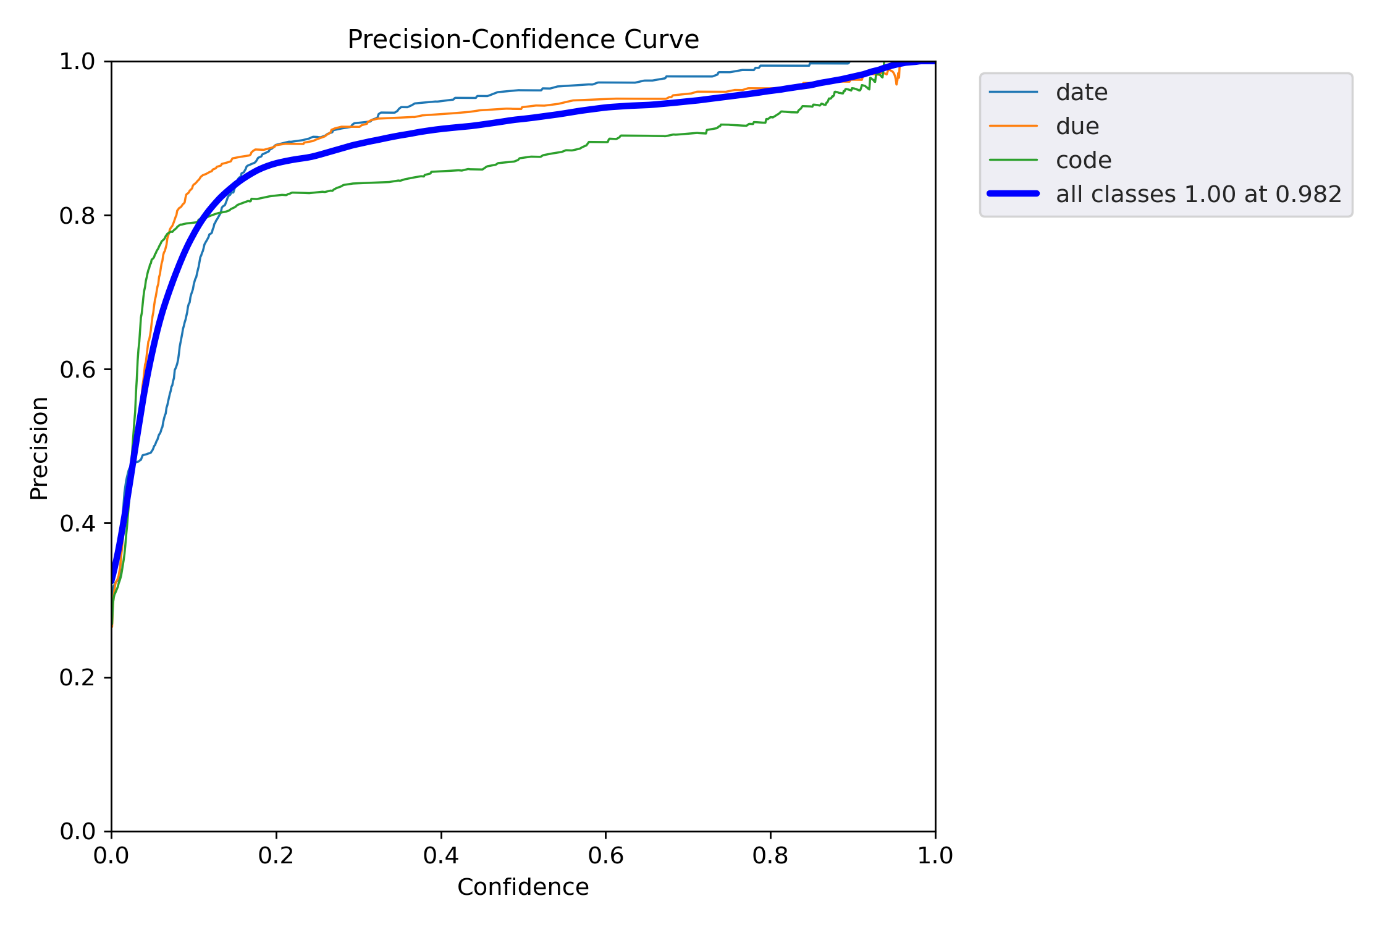 Precision-Confidence Curve
1.0
0.8
0.6
0.4
0.2
0.0
Precision
0.0 0.2 0.4 0.6 0.8 1.0
Confidence
date
due
code
all classes 1.00 at 0.982